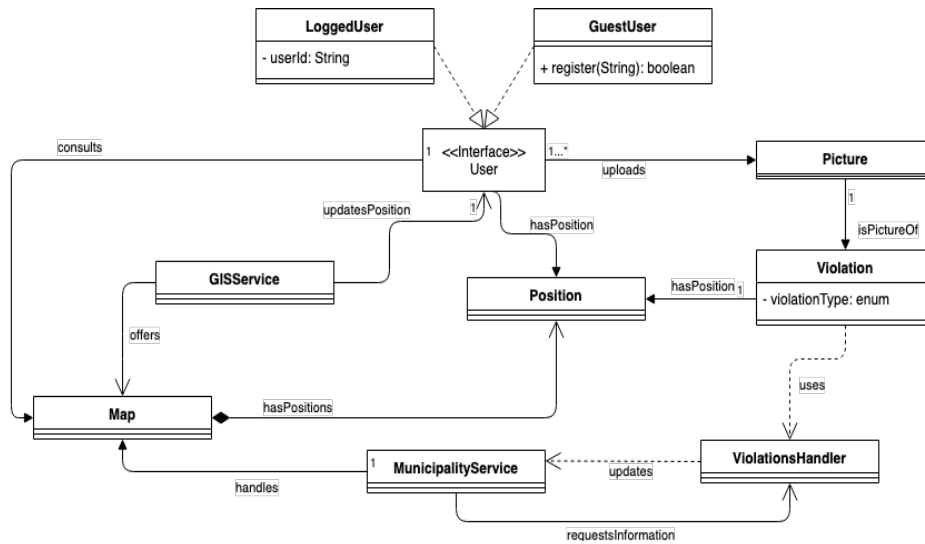 LoggedUser
- userId: String
GuestUser
+ register(String): boolean
consults
1
<<Interface>>
User
1...*
uploads
Picture
1
updatesPosition
1
hasPosition
isPictureOf
GISService
Position
hasPosition
1
Violation
- violationType: enum
offers
uses
Map
hasPositions
1
MunicipalityService
updates
ViolationsHandler
handles
requestsInformation